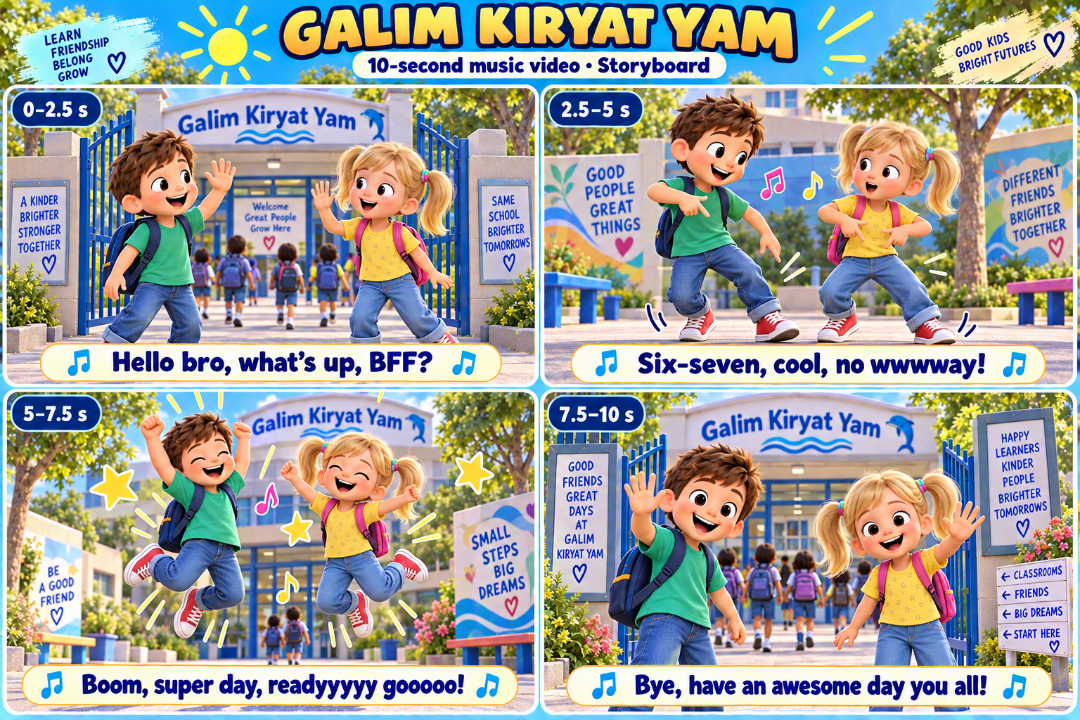 LEARN
FRIENDSHIP
BELONG
GROW
GALIM KIRYAT YAM
10-second music video • Storyboard
GOOD KIDS
BRIGHT FUTURES
0–2.5 s
Galim Kiryat Yam
A KINDER
BRIGHTER
STRONGER
TOGETHER
Welcome
Great People
Grow Here
SAME
SCHOOL
BRIGHTER
TOMORROWS
Hello bro, what's up, BFF?
2.5–5 s
GOOD
PEOPLE
GREAT
THINGS
DIFFERENT
FRIENDS
BRIGHTER
TOGETHER
Six-seven, cool, no wwwway!
5–7.5 s
Galim Kiryat Yam
BE
A GOOD
FRIEND
SMALL
STEPS
BIG
DREAMS
Boom, super day, readyyyyy gooooo!
7.5–10 s
Galim Kiryat Yam
GOOD
FRIENDS
GREAT
DAYS
AT
GALIM
KIRYAT YAM
HAPPY
LEARNERS
KINDER
PEOPLE
BRIGHTER
TOMORROWS
← CLASSROOMS
← FRIENDS
← BIG DREAMS
← START HERE
Bye, have an awesome day you all!